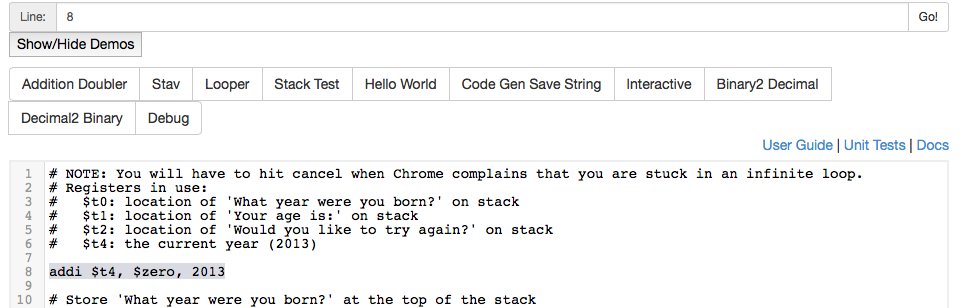 Line: 8 Go!
Show/Hide Demos
Addition Doubler Stav Looper Stack Test Hello World Code Gen Save String Interactive Binary2 Decimal
Decimal2 Binary Debug
User Guide | Unit Tests | Docs
1 # NOTE: You will have to hit cancel when Chrome complains that you are stuck in an infinite loop.
2 # Registers in use:
3 #   $t0: location of 'What year were you born?' on stack
4 #   $t1: location of 'Your age is:' on stack
5 #   $t2: location of 'Would you like to try again?' on stack
6 #   $t4: the current year (2013)
7
8 addi $t4, $zero, 2013
9
10 # Store 'What year were you born?' at the top of the stack